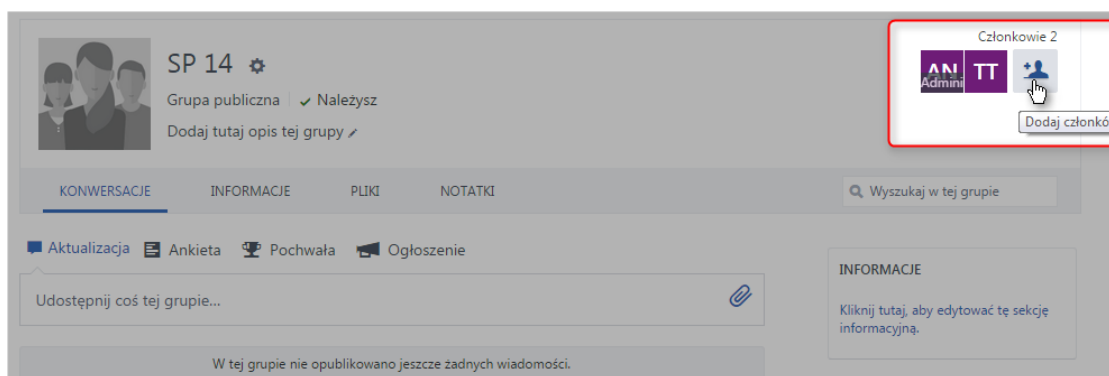 Członkowie 2
SP 14
AN TT
Admini
Grupa publiczna Należysz
Dodaj tutaj opis tej grupy
Dodaj członkó
KONWERSACJE INFORMACJE PLIKI NOTATKI Wyszukaj w tej grupie
Aktualizacja Ankieta Pochwała Ogłoszenie
Udostępnij coś tej grupie...
INFORMACJE
Kliknij tutaj, aby edytować tę sekcję
informacyjną.
W tej grupie nie opublikowano jeszcze żadnych wiadomości.